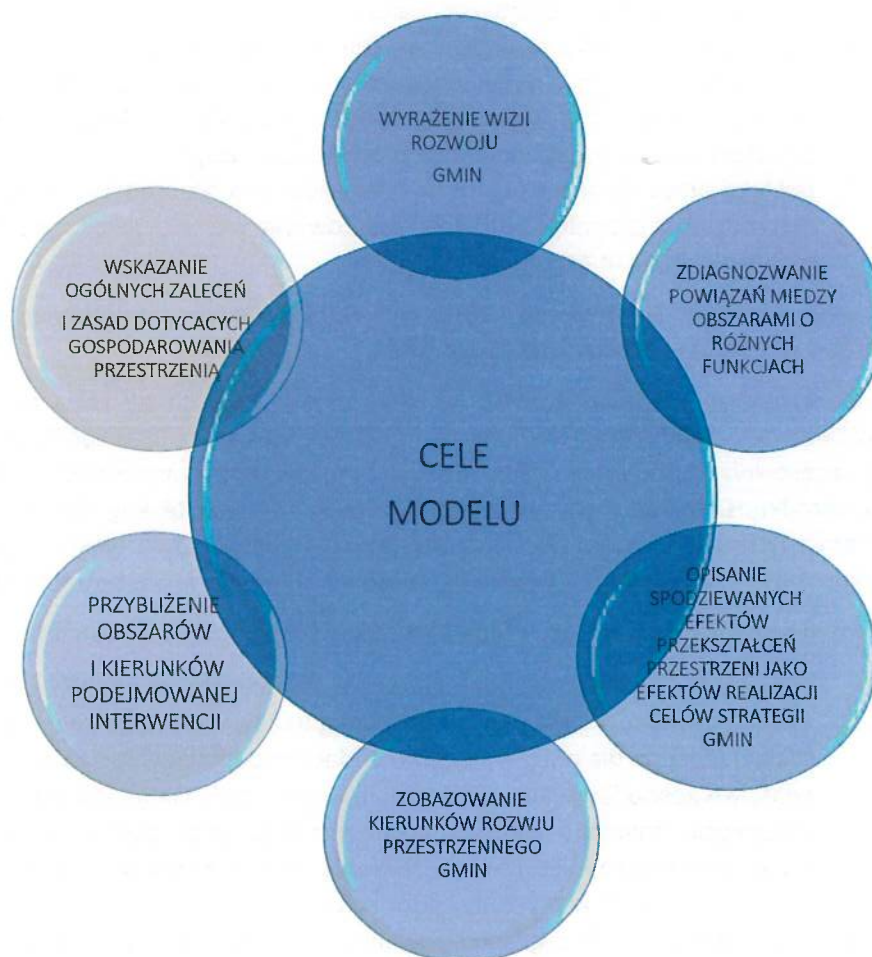 WYRAŻENIE WIZJI
ROZWOJU
GMIN
ZDIAGNOZWANIE
POWIĄZAŃ MIEDZY
OBSZARAMI O
RÓŻNYCH
FUNKCJACH
OPISANIE
SPODZIEWANYCH
EFEKTÓW
PRZEKSZTAŁCEŃ
PRZESTRZENI JAKO
EFEKTÓW REALIZACJI
CELÓW STRATEGII
GMIN
ZOBAZOWANIE
KIERUNKÓW ROZWJU
PRZESTRZENNEGO
GMIN
PRZYBLIŻENIE
OBSZARÓW
I KIERUNKÓW
PODEJMOWANEJ
INTERWENCJI
WSKAZANIE
OGÓLNYCH ZALECEŃ
I ZASAD DOTYCACYCH
GOSPODAROWANIA
PRZESTRZENIĄ
CELE
MODELU